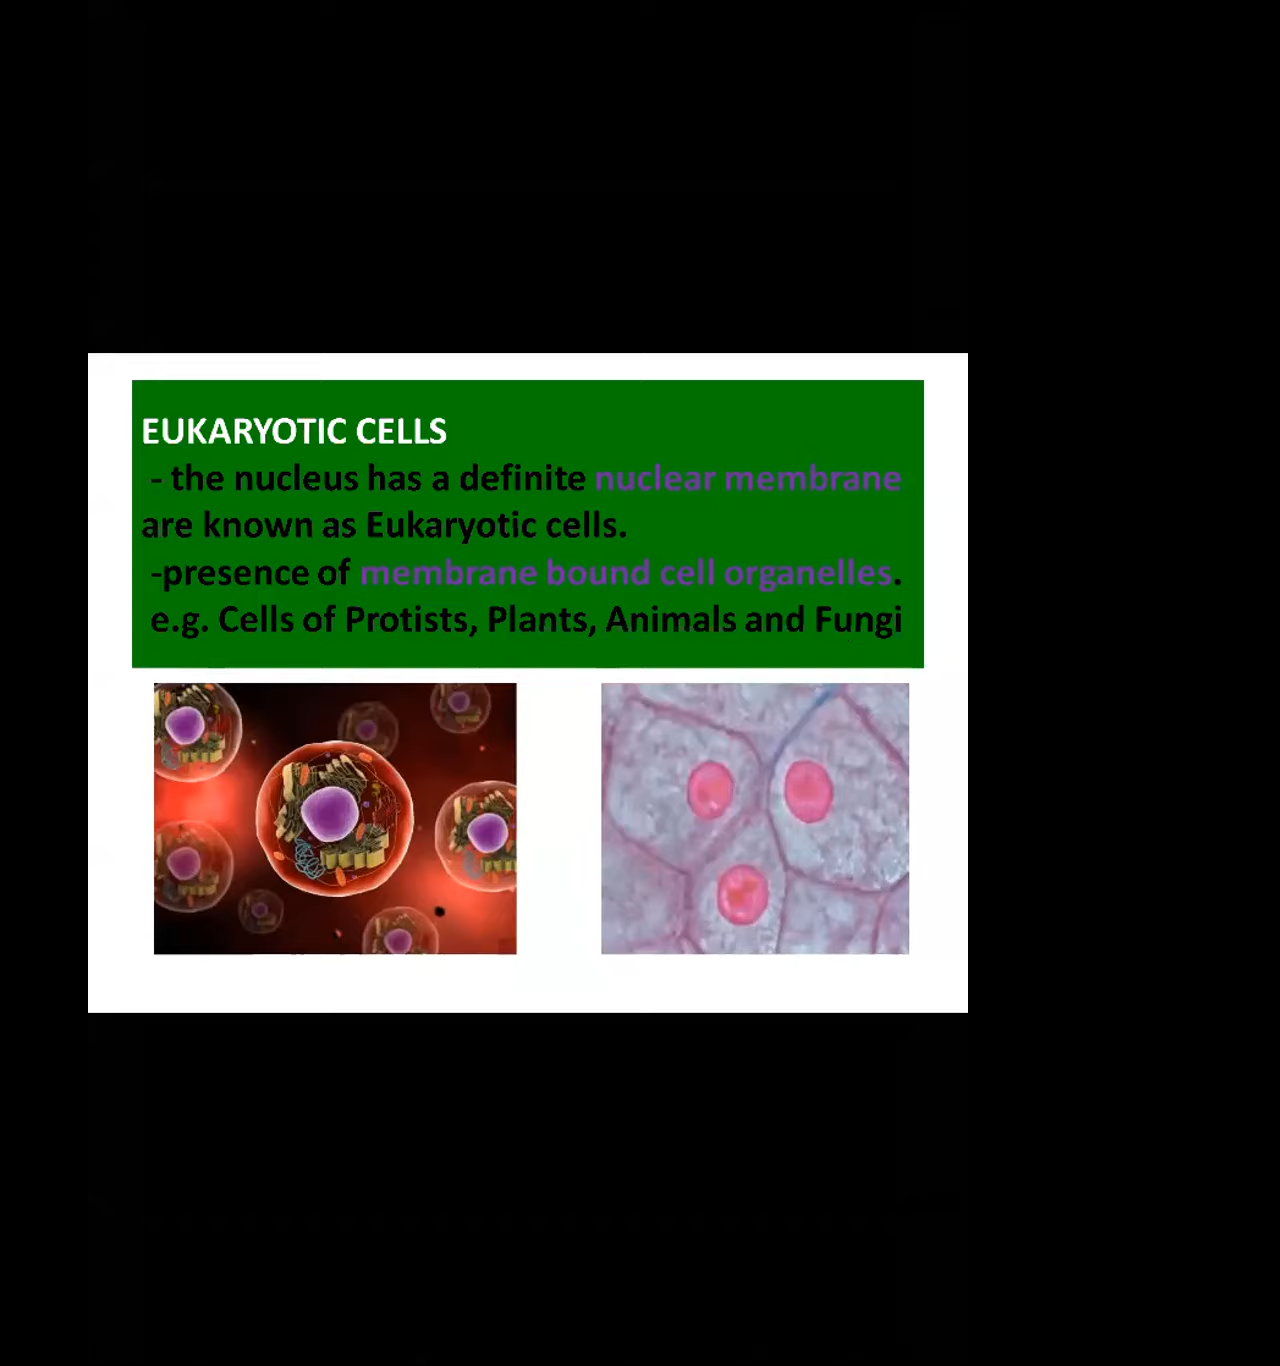 EUKARYOTIC CELLS
- the nucleus has a definite nuclear membrane
are known as Eukaryotic cells.
-presence of membrane bound cell organelles.
e.g. Cells of Protists, Plants, Animals and Fungi